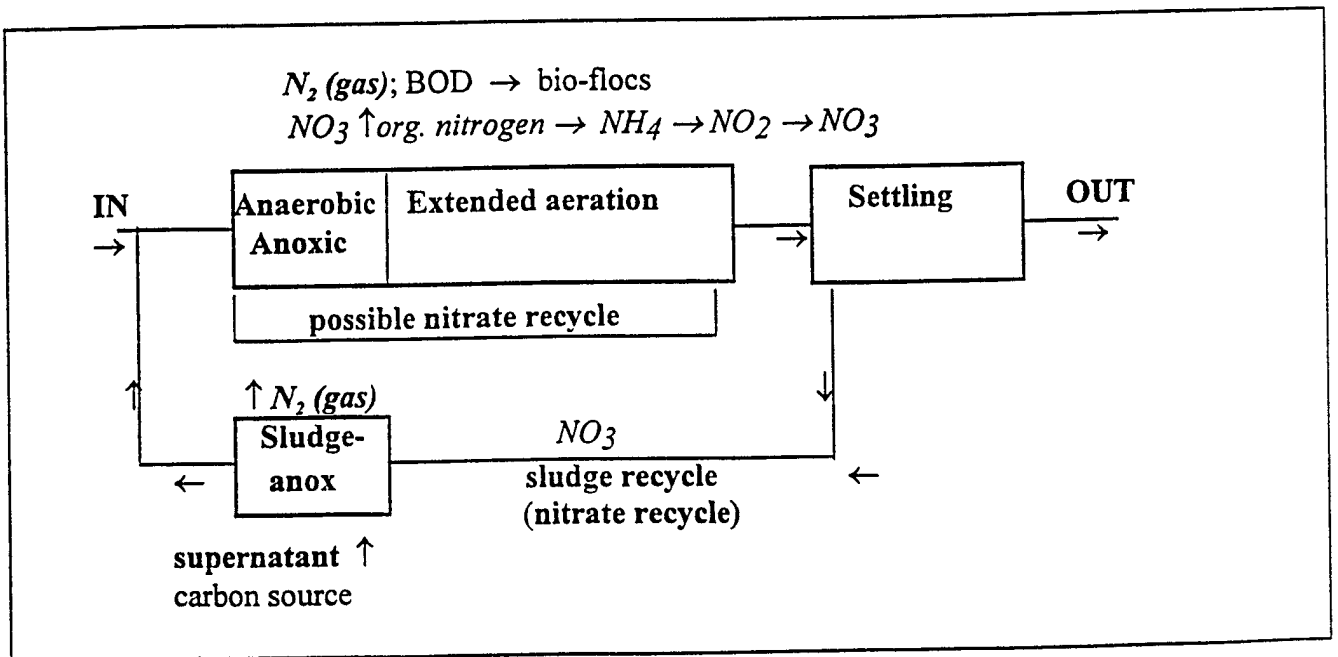 N₂ (gas); BOD → bio-flocs
NO3 ↑org. nitrogen → NH4 → NO2 → NO3
IN
→
Anaerobic
Anoxic
Extended aeration
→
Settling
OUT
→
possible nitrate recycle
↑
↑ N₂ (gas)
↓
Sludge-
anox
←
NO3
sludge recycle
(nitrate recycle)
←
supernatant ↑
carbon source